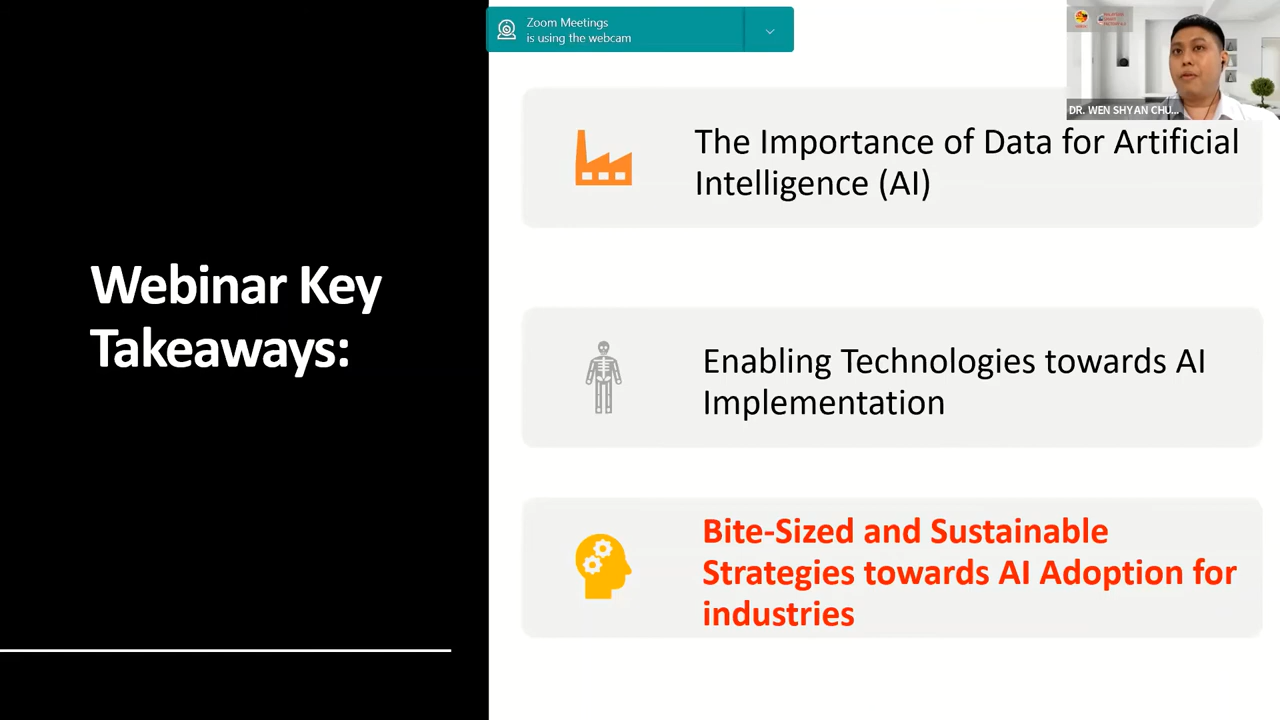 Zoom Meetings
is using the webcam
DR. WEN SHYAN CHU...
The Importance of Data for Artificial
Intelligence (AI)
Webinar Key
Takeaways:
Enabling Technologies towards AI
Implementation
Bite-Sized and Sustainable
Strategies towards AI Adoption for
industries